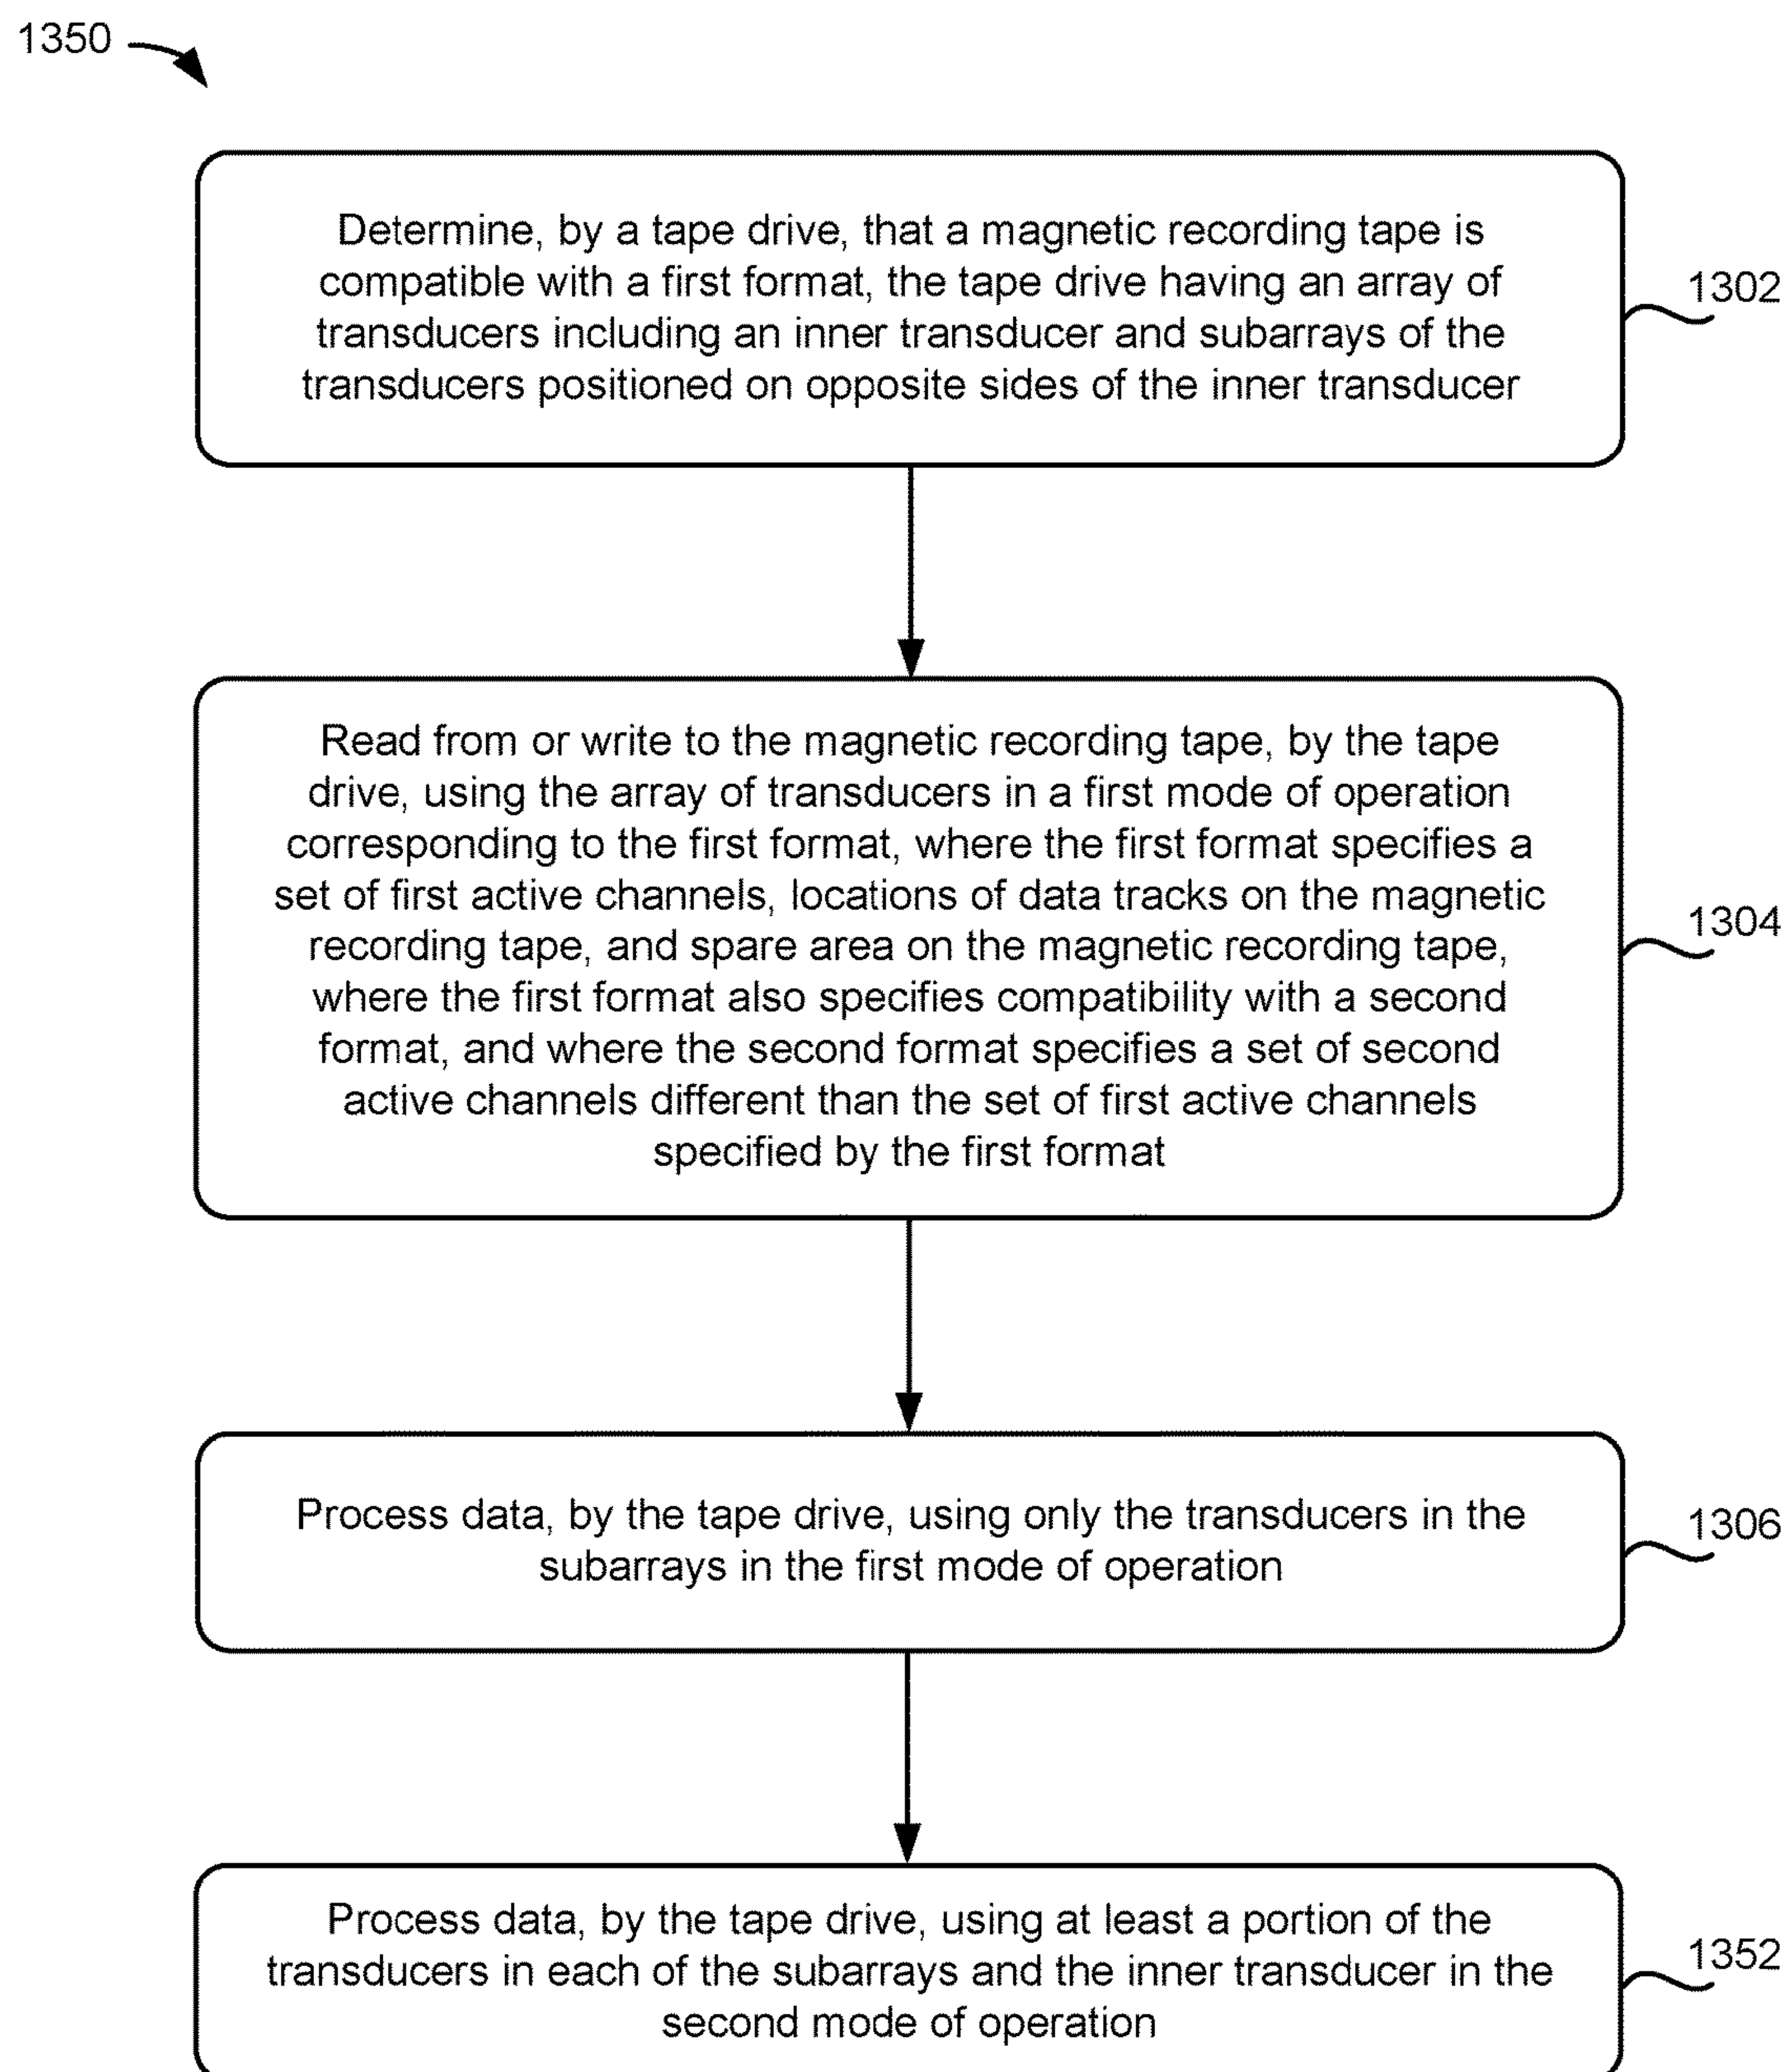 1350
Determine, by a tape drive, that a magnetic recording tape is
compatible with a first format, the tape drive having an array of
transducers including an inner transducer and subarrays of the
transducers positioned on opposite sides of the inner transducer
1302
Read from or write to the magnetic recording tape, by the tape
drive, using the array of transducers in a first mode of operation
corresponding to the first format, where the first format specifies a
set of first active channels, locations of data tracks on the magnetic
recording tape, and spare area on the magnetic recording tape,
where the first format also specifies compatibility with a second
format, and where the second format specifies a set of second
active channels different than the set of first active channels
specified by the first format
1304
Process data, by the tape drive, using only the transducers in the
subarrays in the first mode of operation
1306
Process data, by the tape drive, using at least a portion of the
transducers in each of the subarrays and the inner transducer in the
second mode of operation
1352